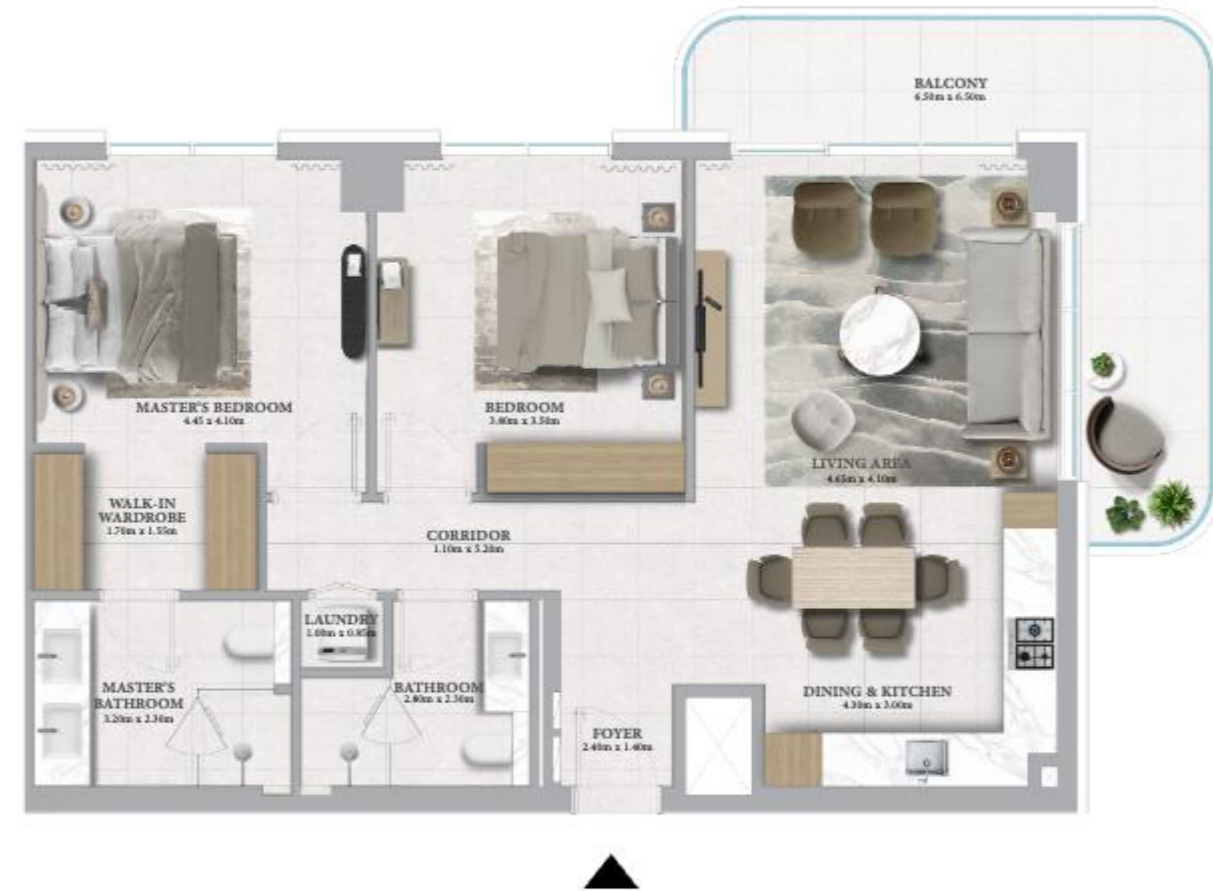 BALCONY
6.50m x 6.50m
MASTER'S BEDROOM
4.45 x 4.10m
BEDROOM
3.80m x 3.50m
LIVING AREA
4.65m x 4.10m
WALK-IN
WARDROBE
1.70m x 1.55m
CORRIDOR
1.10m x 5.20m
LAUNDRY
1.00m x 0.85m
MASTER'S
BATHROOM
3.20m x 2.30m
BATHROOM
2.80m x 2.30m
DINING & KITCHEN
4.30m x 3.00m
FOYER
2.40m x 1.40m